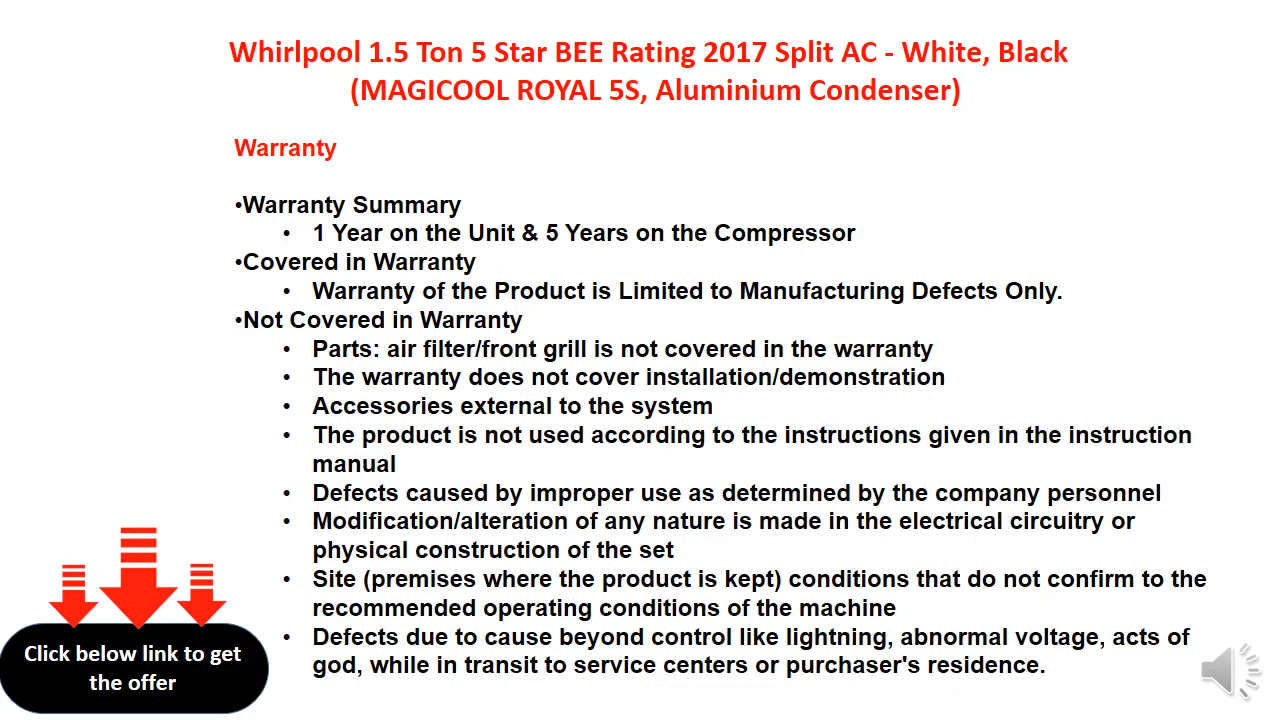 Whirlpool 1.5 Ton 5 Star BEE Rating 2017 Split AC - White, Black
(MAGICOOL ROYAL 5S, Aluminium Condenser)
Warranty
•Warranty Summary
• 1 Year on the Unit & 5 Years on the Compressor
•Covered in Warranty
• Warranty of the Product is Limited to Manufacturing Defects Only.
•Not Covered in Warranty
• Parts: air filter/front grill is not covered in the warranty
• The warranty does not cover installation/demonstration
• Accessories external to the system
• The product is not used according to the instructions given in the instruction
manual
• Defects caused by improper use as determined by the company personnel
• Modification/alteration of any nature is made in the electrical circuitry or
physical construction of the set
• Site (premises where the product is kept) conditions that do not confirm to the
recommended operating conditions of the machine
• Defects due to cause beyond control like lightning, abnormal voltage, acts of
god, while in transit to service centers or purchaser's residence.
Click below link to get
the offer